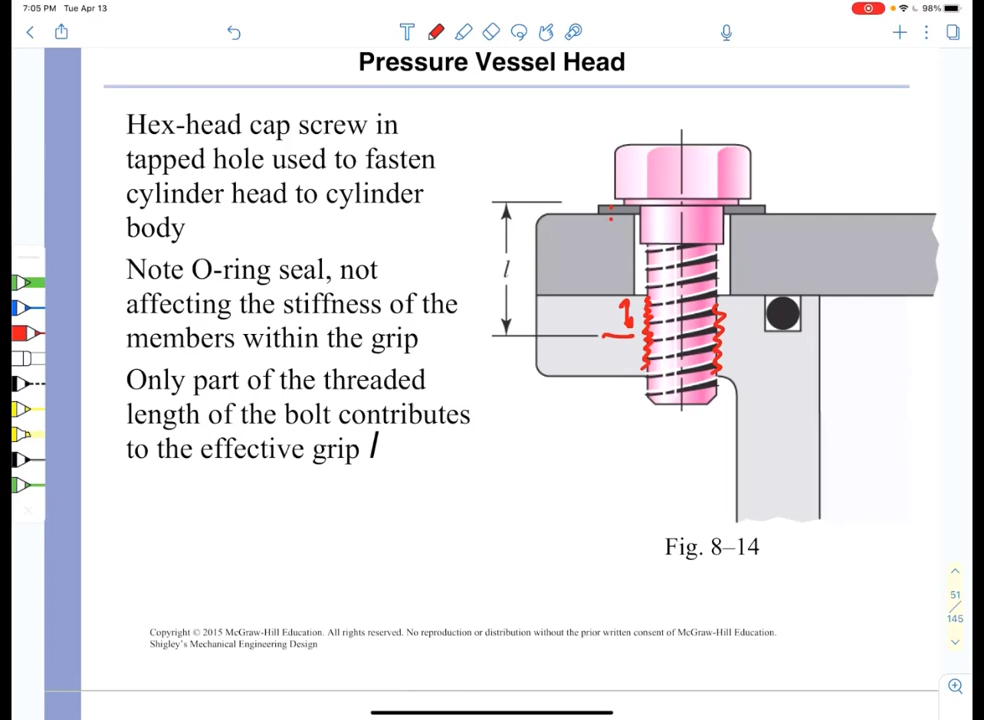 7:05 PM Tue Apr 13
98%
T
Pressure Vessel Head
Hex-head cap screw in
tapped hole used to fasten
cylinder head to cylinder
body
Note O-ring seal, not
affecting the stiffness of the
members within the grip
Only part of the threaded
length of the bolt contributes
to the effective grip l
l
Fig. 8–14
51
/
145
Copyright © 2015 McGraw-Hill Education. All rights reserved. No reproduction or distribution without the prior written consent of McGraw-Hill Education.
Shigley's Mechanical Engineering Design